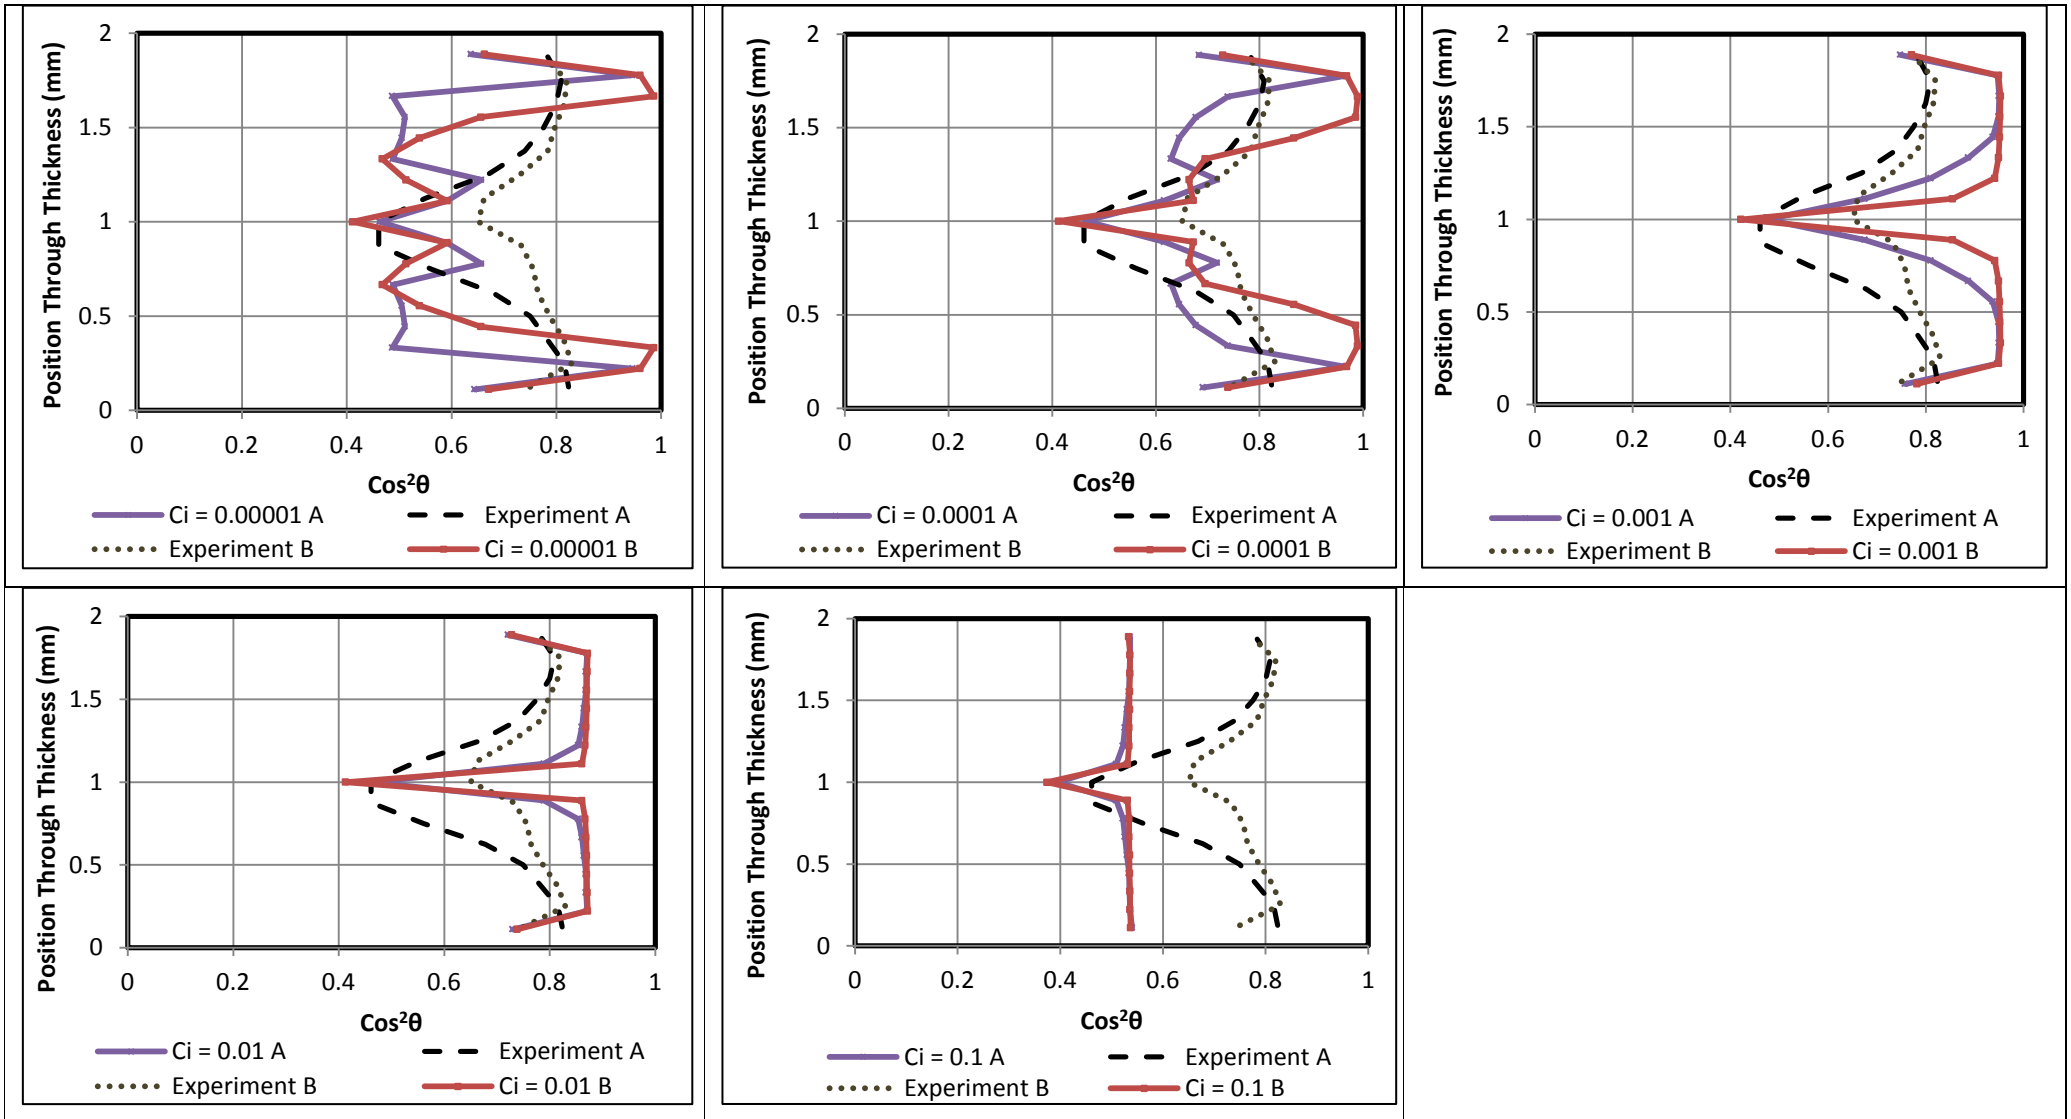 Position Through Thickness (mm)
2
1.5
1
0.5
0
0 0.2 0.4 0.6 0.8 1
Cos²θ
Ci = 0.00001 A Experiment A
Experiment B Ci = 0.00001 B
Position Through Thickness (mm)
2
1.5
1
0.5
0
0 0.2 0.4 0.6 0.8 1
Cos²θ
Ci = 0.0001 A Experiment A
Experiment B Ci = 0.0001 B
Position Through Thickness (mm)
2
1.5
1
0.5
0
0 0.2 0.4 0.6 0.8 1
Cos²θ
Ci = 0.001 A Experiment A
Experiment B Ci = 0.001 B
Position Through Thickness (mm)
2
1.5
1
0.5
0
0 0.2 0.4 0.6 0.8 1
Cos²θ
Ci = 0.01 A Experiment A
Experiment B Ci = 0.01 B
Position Through Thickness (mm)
2
1.5
1
0.5
0
0 0.2 0.4 0.6 0.8 1
Cos²θ
Ci = 0.1 A Experiment A
Experiment B Ci = 0.1 B